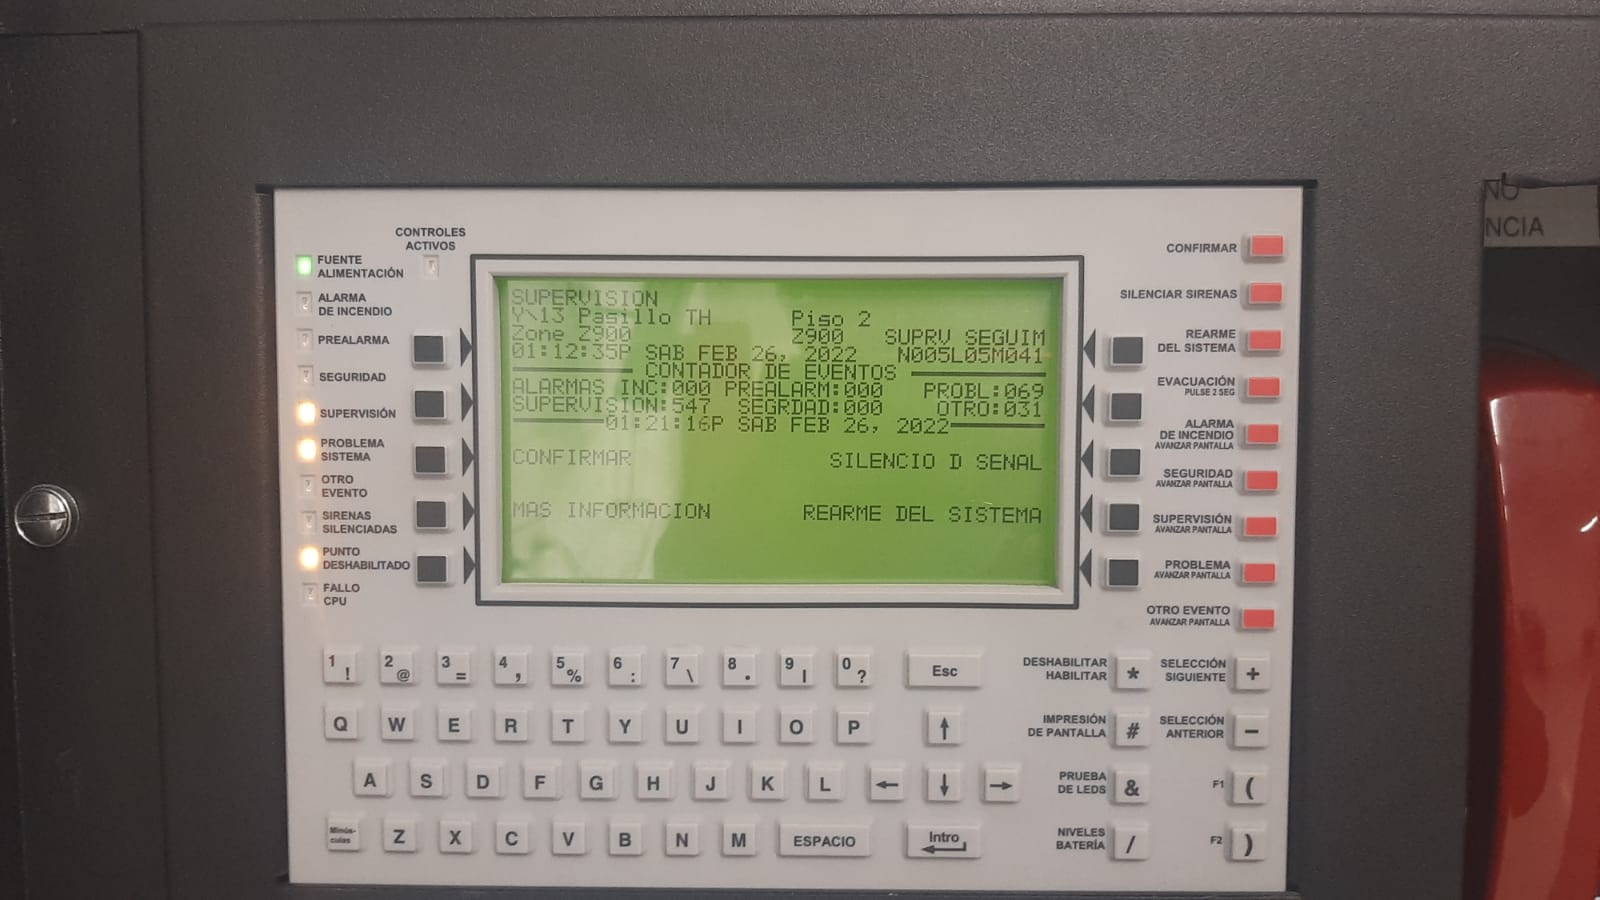 CONTROLES
ACTIVOS
FUENTE
ALIMENTACIÓN
ALARMA
DE INCENDIO
PREALARMA
SEGURIDAD
SUPERVISIÓN
PROBLEMA
SISTEMA
OTRO
EVENTO
SIRENAS
SILENCIADAS
PUNTO
DESHABILITADO
FALLO
CPU
SUPERVISION
Y\13 Pasillo TH Piso 2
Zone Z900 Z900 SUPRV SEGUIM
01:12:35P SAB FEB 26, 2022 N005L05M041
CONTADOR DE EVENTOS
ALARMAS INC:000 PREALARM:000 PROBL:069
SUPERVISION:547 SEGRDAD:000 OTRO:031
01:21:16P SAB FEB 26, 2022
CONFIRMAR SILENCIO D SENAL
MAS INFORMACION REARME DEL SISTEMA
CONFIRMAR
SILENCIAR SIRENAS
REARME
DEL SISTEMA
EVACUACIÓN
PULSE 2 SEG
ALARMA
DE INCENDIO
AVANZAR PANTALLA
SEGURIDAD
AVANZAR PANTALLA
SUPERVISIÓN
AVANZAR PANTALLA
PROBLEMA
AVANZAR PANTALLA
OTRO EVENTO
AVANZAR PANTALLA
NO
NCIA
1 ! 2 @ 3 = 4 , 5 % 6 : 7 \ 8 . 9 | 0 ? Esc
DESHABILITAR
HABILITAR *
SELECCIÓN
SIGUIENTE +
Q W E R T Y U I O P ↑
IMPRESIÓN
DE PANTALLA #
SELECCIÓN
ANTERIOR −
A S D F G H J K L ← ↓ →
PRUEBA
DE LEDS &
F1 (
Minús-
culas Z X C V B N M ESPACIO Intro
NIVELES
BATERÍA /
F2 )